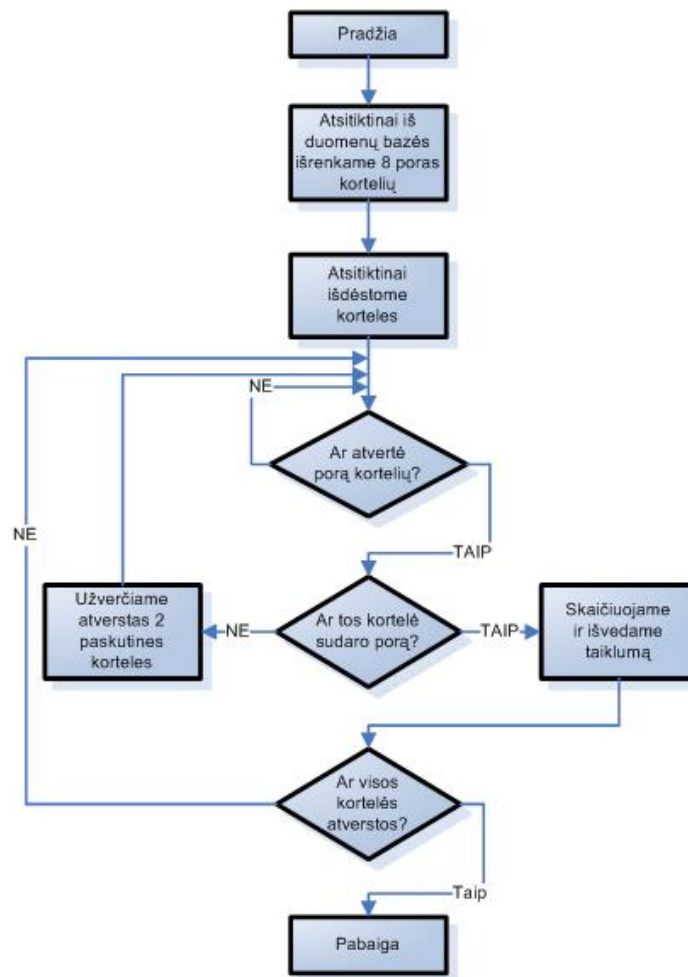 Pradžia
Atsitiktinai iš
duomenų bazės
išrenkame 8 poras
kortelių
Atsitiktinai
išdėstome
korteles
NE
Ar atvertė
porą kortelių?
NE
TAIP
Užverčiame
atverstas 2
paskutines
korteles
NE
Ar tos kortelė
sudaro porą?
TAIP
Skaičiuojame
ir išvedame
taiklumą
Ar visos
kortelės
atverstos?
Taip
Pabaiga